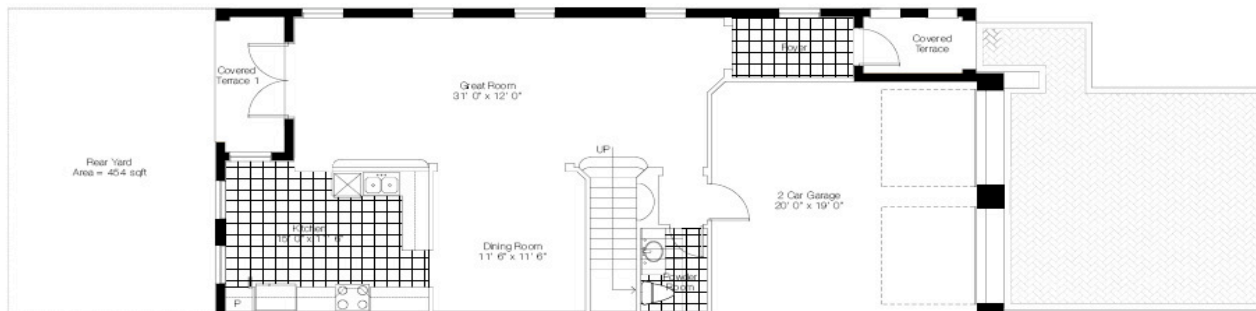 Rear Yard
Area = 454 sqft
Covered
Terrace 1
Great Room
31' 0" x 12' 0"
Foyer
Covered
Terrace
UP
2 Car Garage
20' 0" x 19' 0"
Kitchen
Dining Room
11' 6" x 11' 6"
Powder
Room
P